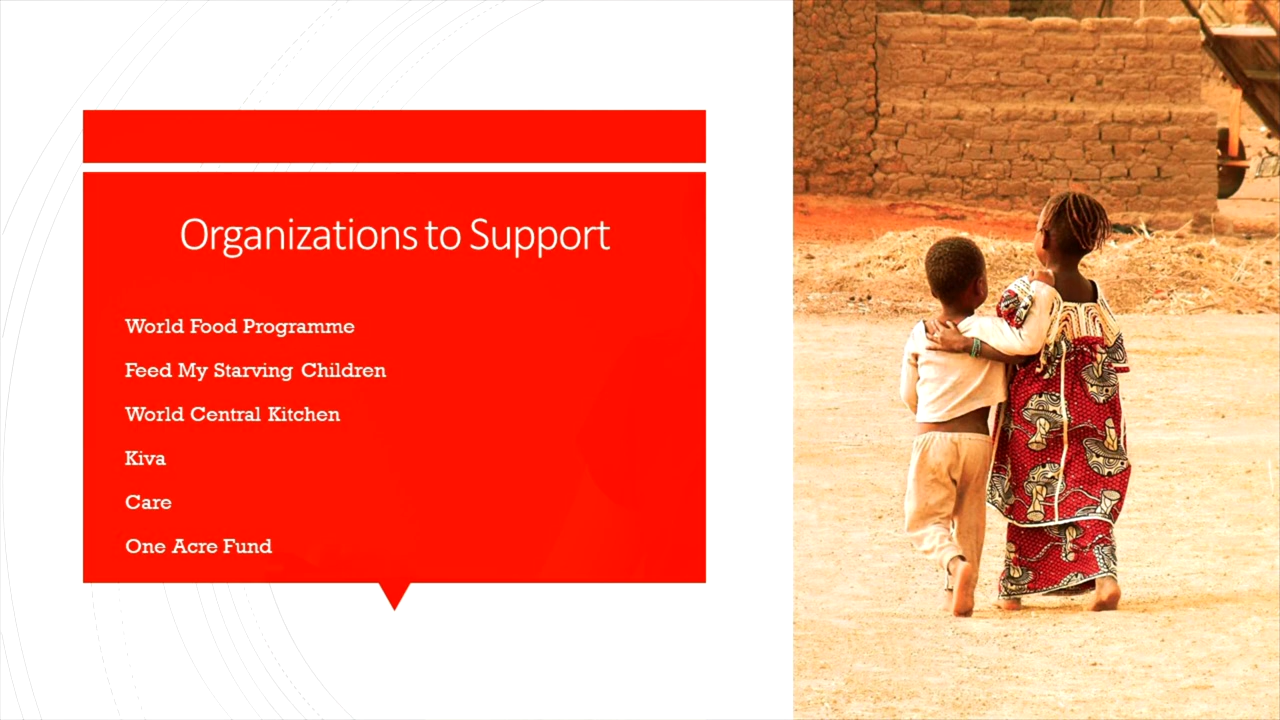 Organizations to Support
World Food Programme
Feed My Starving Children
World Central Kitchen
Kiva
Care
One Acre Fund